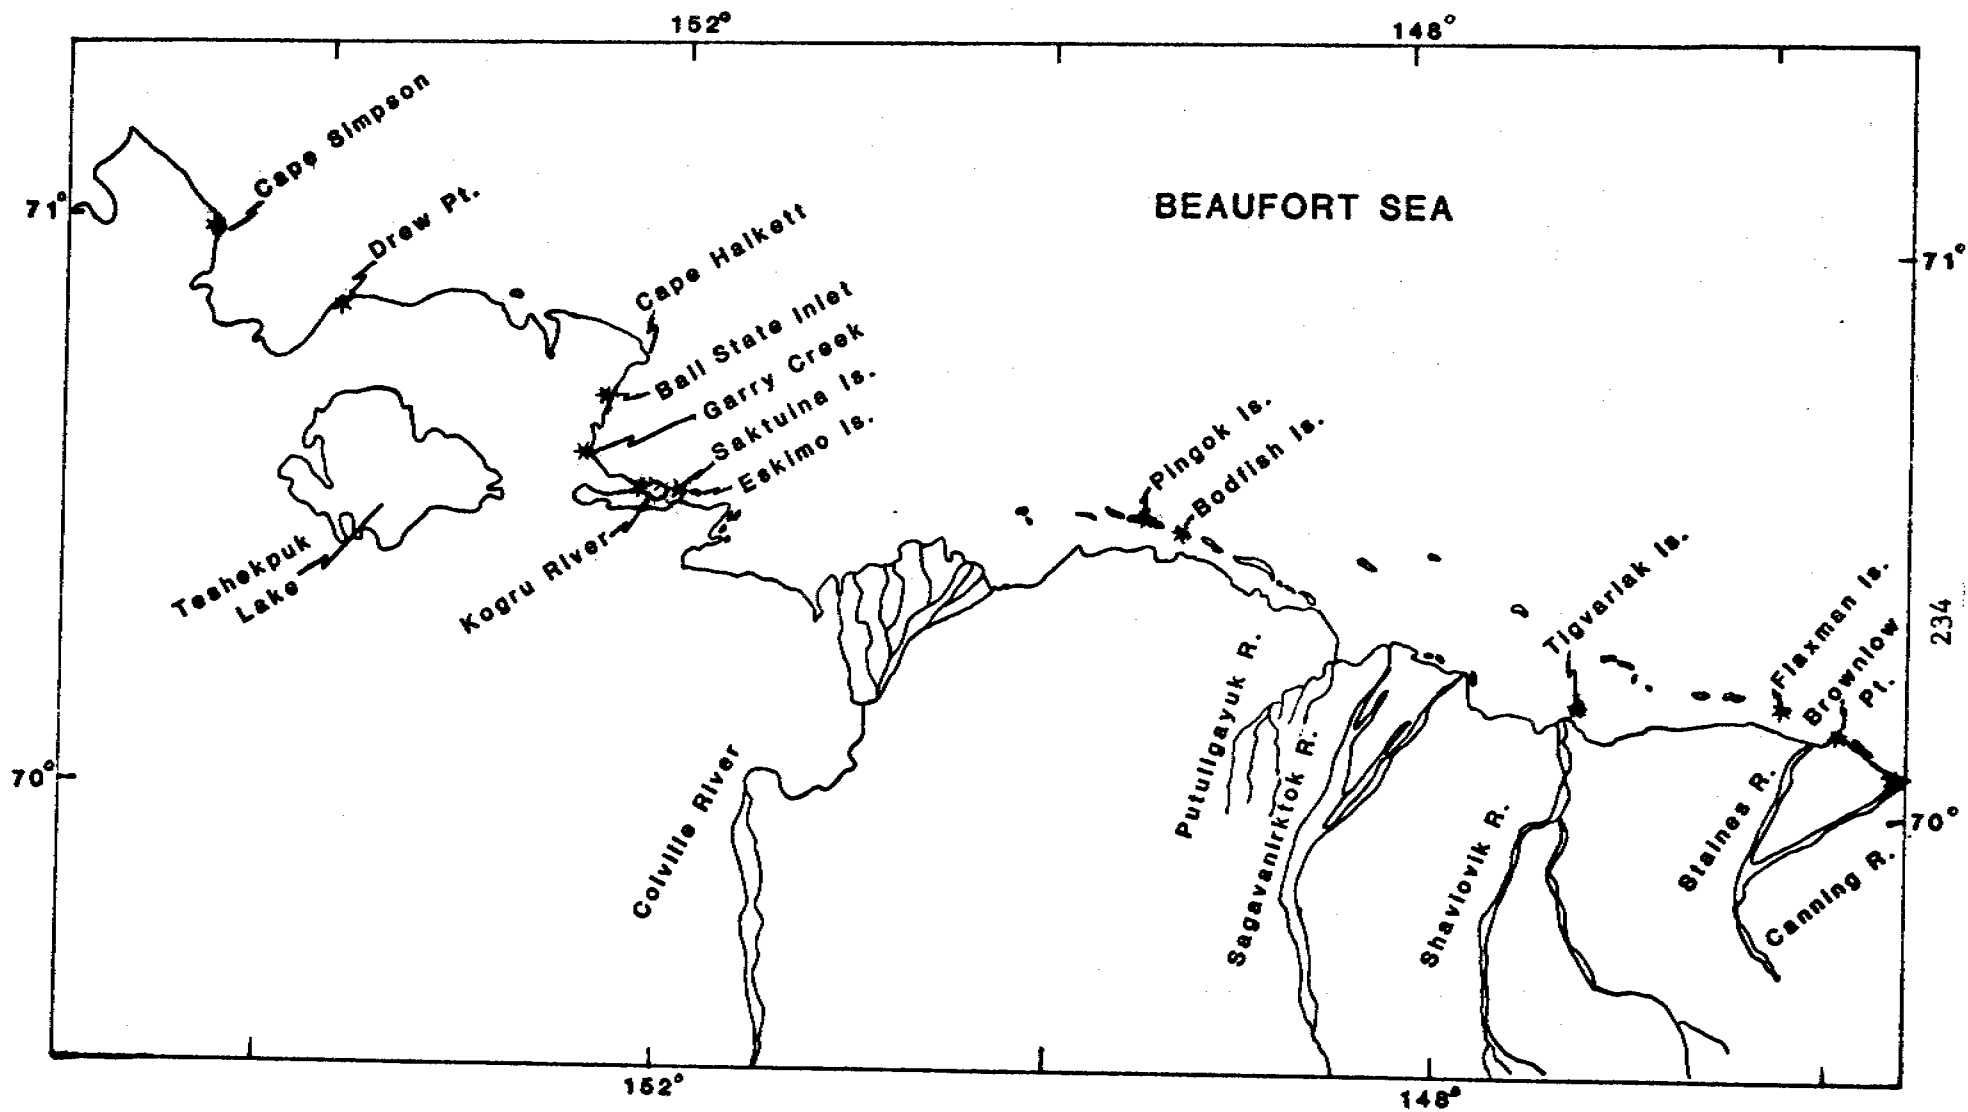 152°
148°
Cape Simpson
Drew Pt.
71°
BEAUFORT SEA
71°
Cape Halkett
Ball State Inlet
Garry Creek
Saktuina Is.
Eskimo Is.
Pingok Is.
Bodfish Is.
Teshekpuk
Lake
Kogru River
Tigvariak Is.
Flaxman Is.
Brownlow
Pt.
234
Putuligayuk R.
Sagavanirktok R.
Colville River
70°
Shaviovik R.
Staines R.
Canning R.
70°
152°
148°